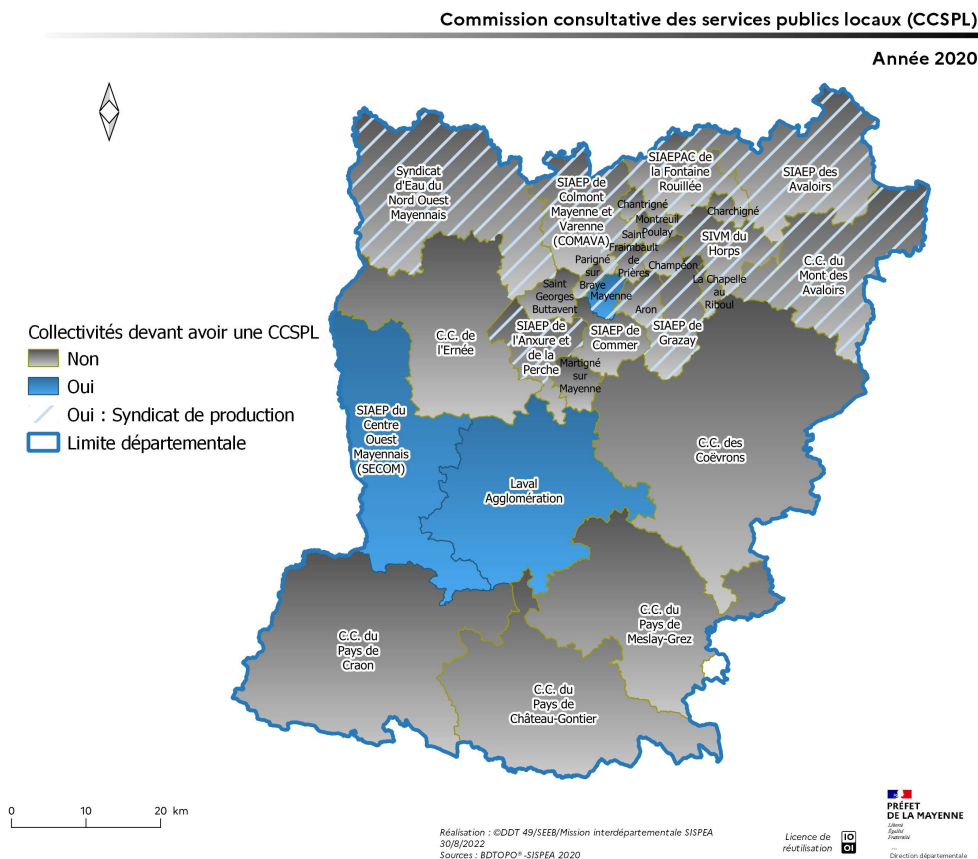 Commission consultative des services publics locaux (CCSPL)
Année 2020
Syndicat
d'Eau du
Nord Ouest
Mayennais
SIAEP de
Colmont
Mayenne et
Varenne
(COMAVA)
SIAEPAC de
la Fontaine
Rouillée
SIAEP des
Avaloirs
Chantrigné
Montreuil
Poulay
Charchigné
Saint
Fraimbault
de
Prières
SIVM du
Horps
C.C. du
Mont des
Avaloirs
Parigné
sur
Braye
Champéon
La Chapelle
au
Riboul
Mayenne
Saint
Georges
Buttavent
Aron
C.C. de
l'Ernée
SIAEP de
l'Anxure et
de la
Perche
SIAEP de
Commer
SIAEP de
Grazay
Martigné
sur
Mayenne
Collectivités devant avoir une CCSPL
Non
Oui
Oui : Syndicat de production
Limite départementale
SIAEP du
Centre
Ouest
Mayennais
(SECOM)
C.C. des
Coëvrons
Laval
Agglomération
C.C. du
Pays de
Meslay-Grez
C.C. du
Pays de
Craon
C.C. du
Pays de
Château-Gontier
0 10 20 km
Réalisation : ©DDT 49/SEEB/Mission interdépartementale SISPEA
30/8/2022
Sources : BDTOPO® -SISPEA 2020
Licence de
réutilisation
IO
OI
PRÉFET
DE LA MAYENNE
Liberté
Égalité
Fraternité
Direction départementale